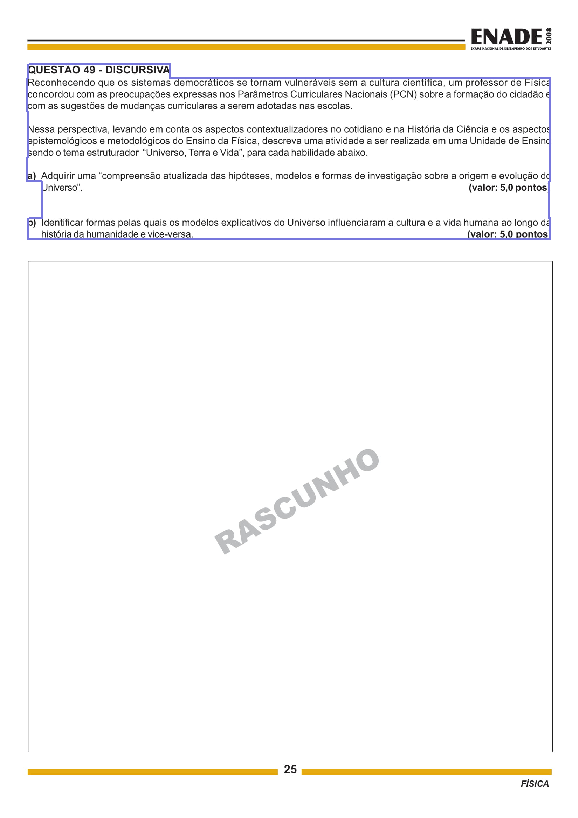 ENADE 2008
EXAME NACIONAL DE DESEMPENHO DOS ESTUDANTES
QUESTÃO 49 - DISCURSIVA
Reconhecendo que os sistemas democráticos se tornam vulneráveis sem a cultura científica, um professor de Física
concordou com as preocupações expressas nos Parâmetros Curriculares Nacionais (PCN) sobre a formação do cidadão e
com as sugestões de mudanças curriculares a serem adotadas nas escolas.
Nessa perspectiva, levando em conta os aspectos contextualizadores no cotidiano e na História da Ciência e os aspectos
epistemológicos e metodológicos do Ensino da Física, descreva uma atividade a ser realizada em uma Unidade de Ensino
sendo o tema estruturador "Universo, Terra e Vida", para cada habilidade abaixo.
a) Adquirir uma “compreensão atualizada das hipóteses, modelos e formas de investigação sobre a origem e evolução do
Universo”. (valor: 5,0 pontos)
b) Identificar formas pelas quais os modelos explicativos do Universo influenciaram a cultura e a vida humana ao longo da
história da humanidade e vice-versa. (valor: 5,0 pontos)
RASCUNHO
25
FÍSICA